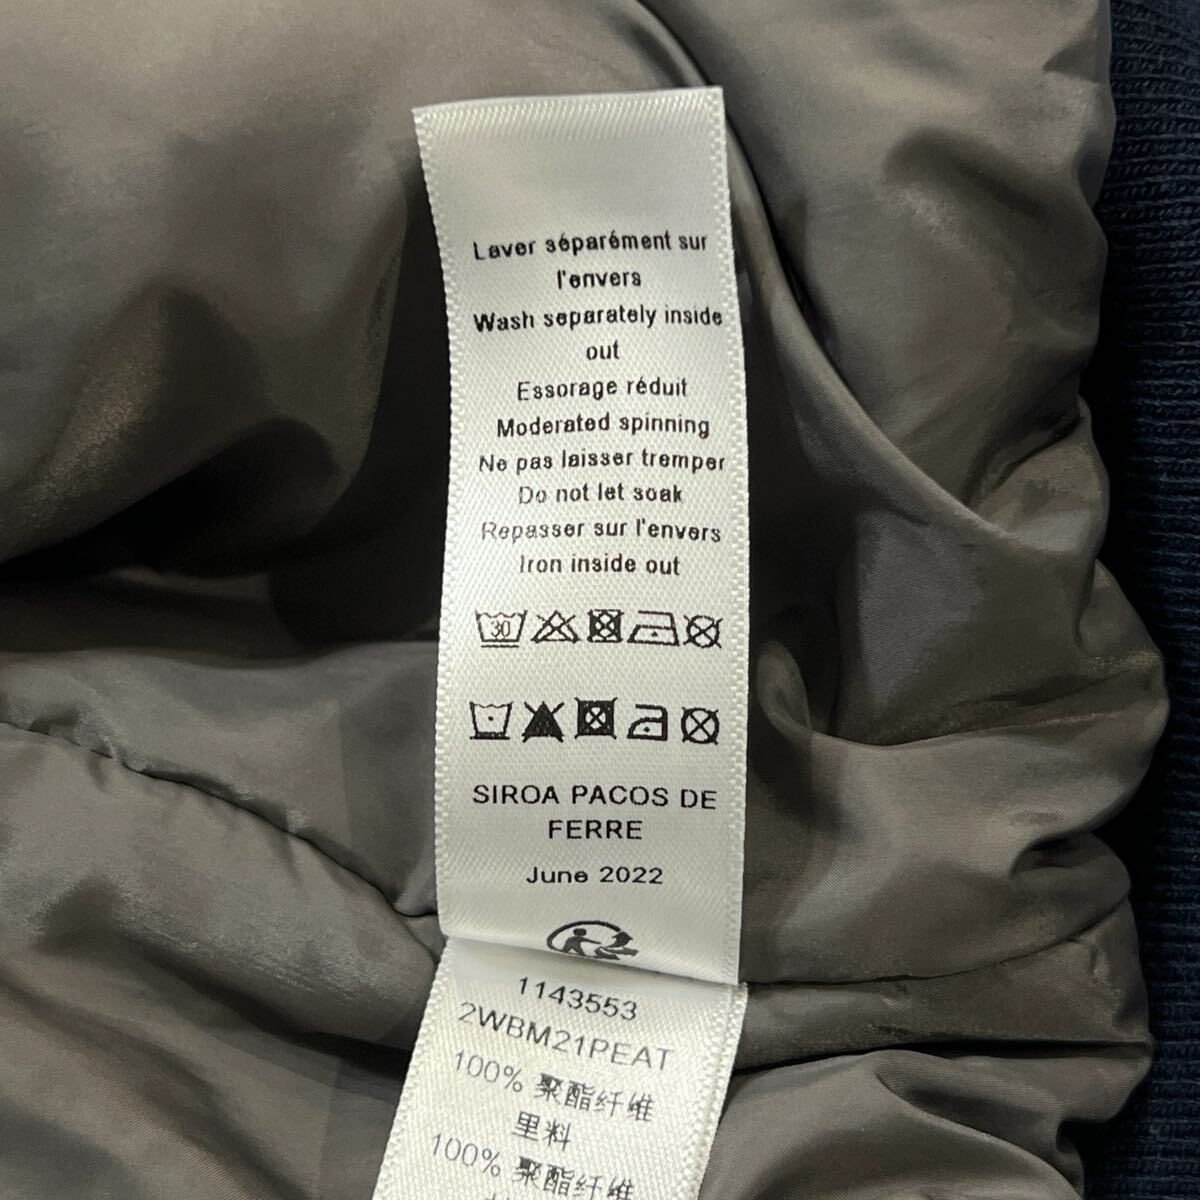 Laver séparément sur
l'envers
Wash separately inside
out
Essorage réduit
Moderated spinning
Ne pas laisser tremper
Do not let soak
Repasser sur l'envers
Iron inside out
30
SIROA PACOS DE
FERRE
June 2022
1143553
2WBM21PEAT
100% 聚酯纤维
里料
100% 聚酯纤维